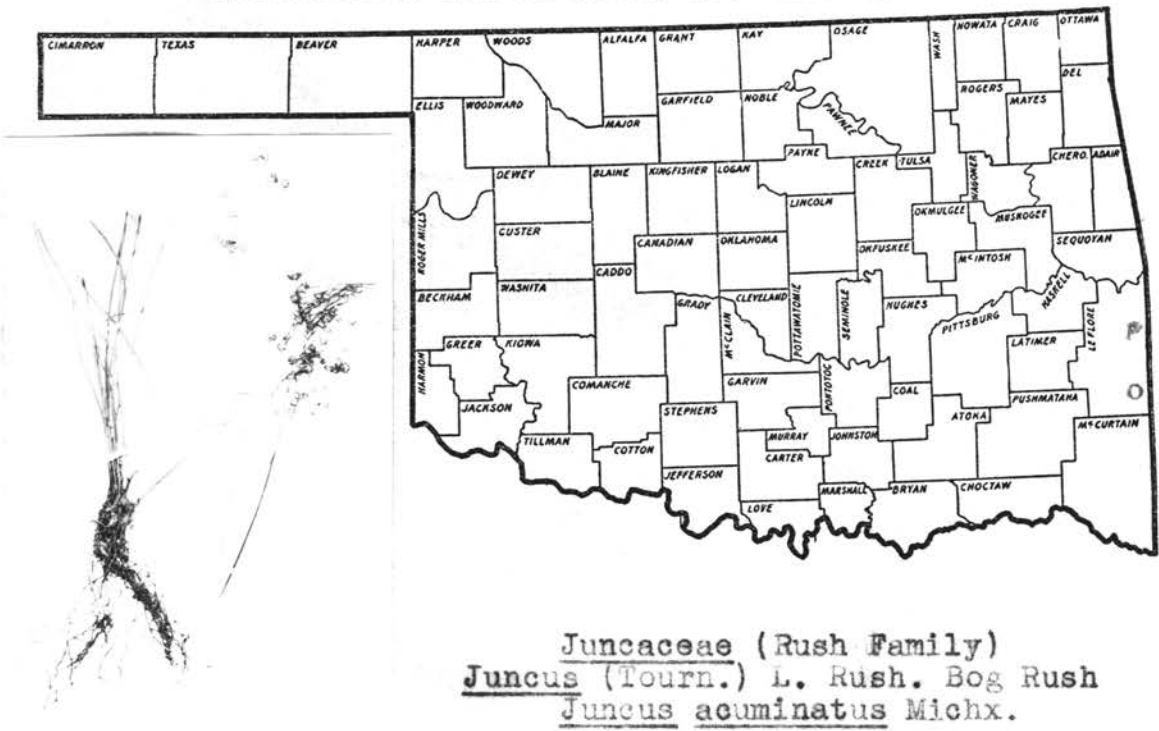 CIMARRON TEXAS BEAVER HARPER WOODS ALFALFA GRANT KAY OSAGE WASH NOWATA CRAIG OTTAWA
ELLIS WOODWARD MAJOR GARFIELD NOBLE PAWNEE ROGERS MAYES DEL
DEWEY BLAINE KINGFISHER LOGAN PAYNE CREEK TULSA WAGONER CHERO. ADAIR
ROGER MILLS CUSTER CANADIAN OKLAHOMA LINCOLN OKMULGEE MUSKOGEE
BECKHAM WASHITA CADDO GRADY CLEVELAND POTTAWATOMIE SEMINOLE OKFUSKEE HUGHES McINTOSH HASKELL SEQUOYAH
HARMON GREER KIOWA McCLAIN PITTSBURG LATIMER LE FLORE P
JACKSON COMANCHE STEPHENS GARVIN PONTOTOC COAL ATOKA PUSHMATAHA O
TILLMAN COTTON MURRAY JOHNSTON McCURTAIN
JEFFERSON CARTER
LOVE MARSHALL BRYAN CHOCTAW
Juncaceae (Rush Family)
Juncus (Tourn.) L. Rush. Bog Rush
Juncus acuminatus Michx.